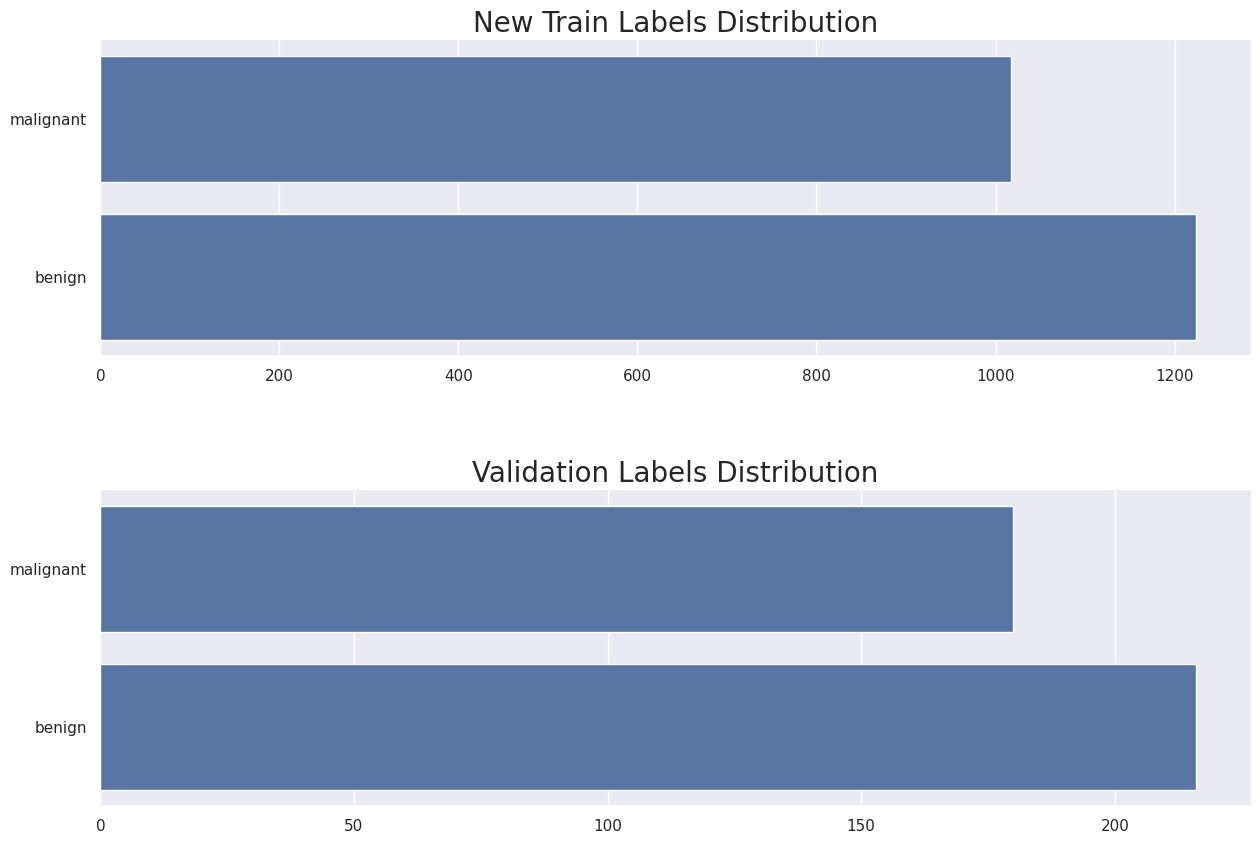 New Train Labels Distribution
malignant
benign
0 200 400 600 800 1000 1200
Validation Labels Distribution
malignant
benign
0 50 100 150 200